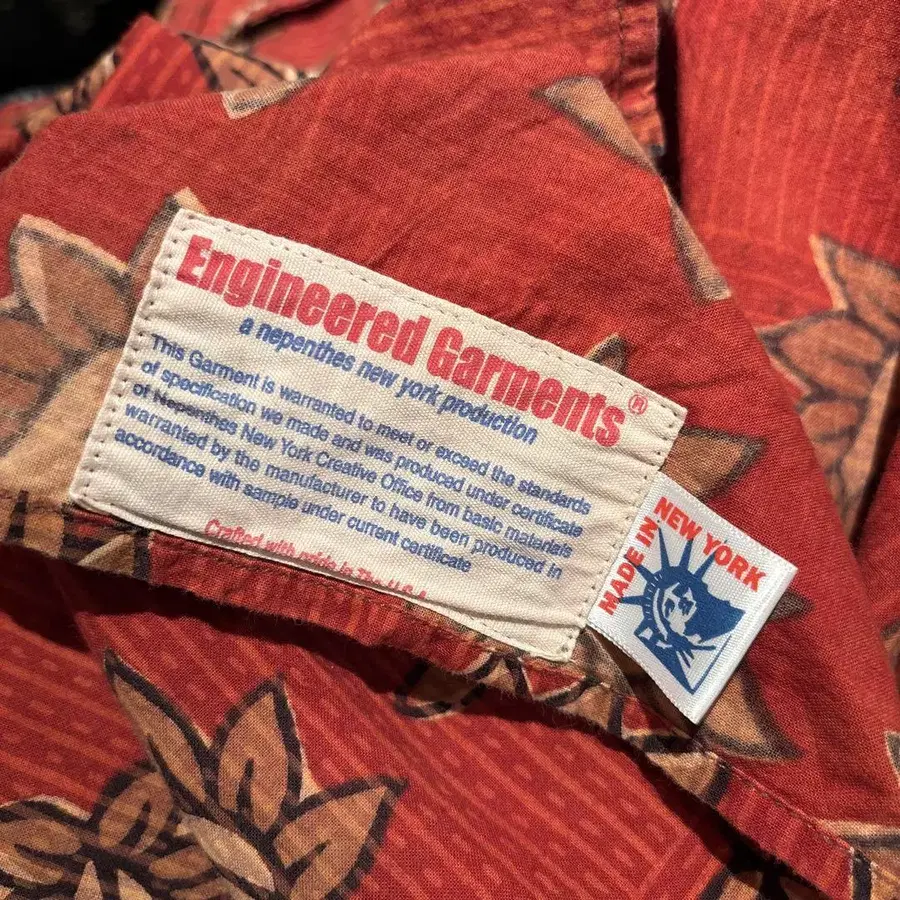 Engineered Garments®
a nepenthes new york production
This Garment is warranted to meet or exceed the standards
of specification we made and was produced under certificate
of Nepenthes New York Creative Office from basic materials
warranted by the manufacturer to have been produced in
accordance with sample under current certificate
Crafted with pride in The U.S.A
MADE IN
NEW YORK